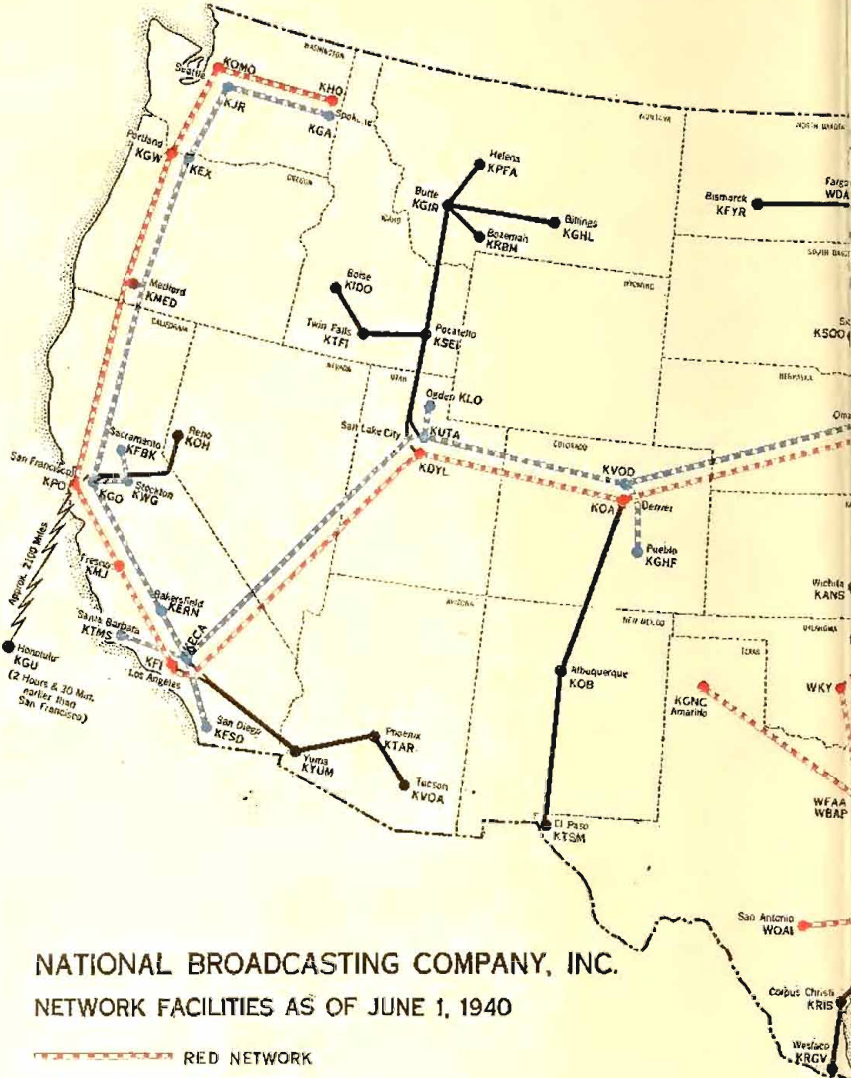 WASHINGTON
Seattle
KOMO
KHQ
KJR
Spokane
KGA
Portland
KGW
KEX
OREGON
IDAHO
MONTANA
NORTH DAKOTA
Helena
KPFA
Butte
KGIR
Bozeman
KRBM
Billings
KGHL
Bismarck
KFYR
Fargo
WDA
SOUTH DAKOT
Medford
KMED
CALIFORNIA
Boise
KIDO
Twin Falls
KTFI
Pocatello
KSEI
WYOMING
KSOO
NEBRASKA
NEVADA
UTAH
Ogden KLO
Salt Lake City
KUTA
KDYL
COLORADO
KVOD
KOA
Denver
Pueblo
KGHF
Oma
Reno
KOH
Sacramento
KFBK
Stockton
KWG
San Francisco
KPO
KGO
Approx. 2100 Miles
Fresno
KMJ
Bakersfield
KERN
Santa Barbara
KTMS
KECA
KFI
Los Angeles
San Diego
KFSD
Honolulu
KGU
(2 Hours & 30 Min.
earlier than
San Francisco)
ARIZONA
Yuma
KYUM
Phoenix
KTAR
Tucson
KVOA
NEW MEXICO
Albuquerque
KOB
El Paso
KTSM
Wichita
KANS
OKLAHOMA
TEXAS
KGNC
Amarillo
WKY
WFAA
WBAP
San Antonio
WOAI
Corpus Christi
KRIS
Weslaco
KRGV
NATIONAL BROADCASTING COMPANY, INC.
NETWORK FACILITIES AS OF JUNE 1, 1940
RED NETWORK